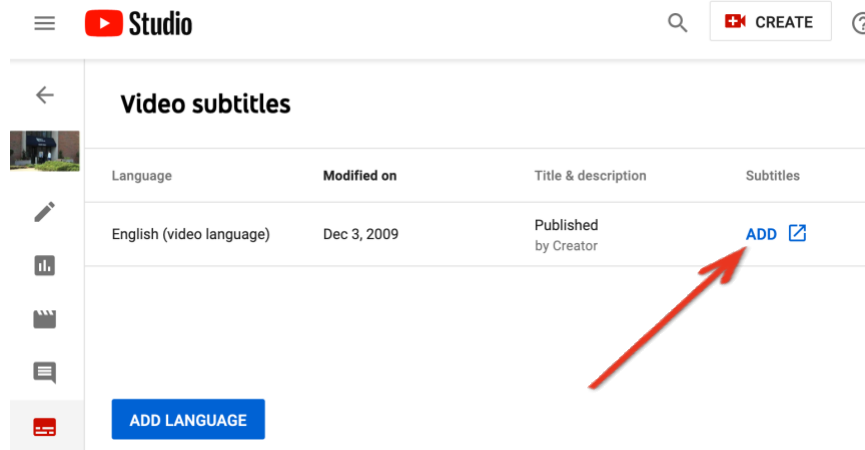 Studio
CREATE
Video subtitles
Language Modified on Title & description Subtitles
English (video language) Dec 3, 2009 Published ADD
by Creator
ADD LANGUAGE